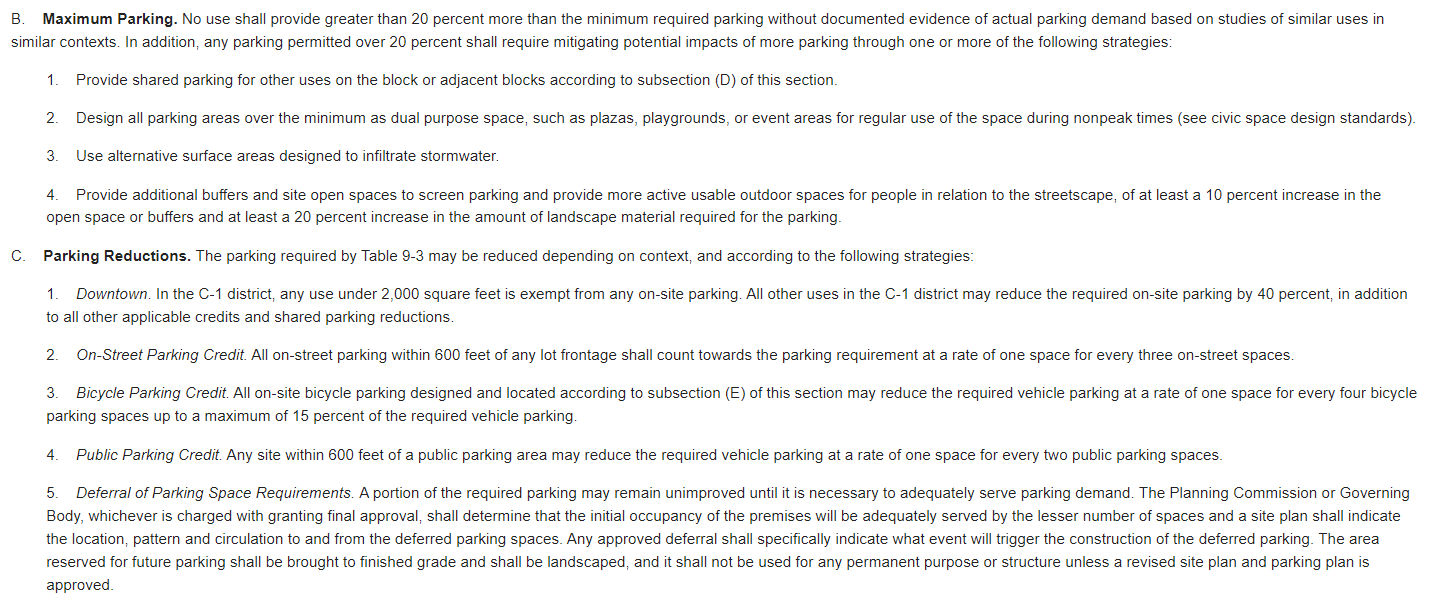 B. Maximum Parking. No use shall provide greater than 20 percent more than the minimum required parking without documented evidence of actual parking demand based on studies of similar uses in
similar contexts. In addition, any parking permitted over 20 percent shall require mitigating potential impacts of more parking through one or more of the following strategies:
1. Provide shared parking for other uses on the block or adjacent blocks according to subsection (D) of this section.
2. Design all parking areas over the minimum as dual purpose space, such as plazas, playgrounds, or event areas for regular use of the space during nonpeak times (see civic space design standards).
3. Use alternative surface areas designed to infiltrate stormwater.
4. Provide additional buffers and site open spaces to screen parking and provide more active usable outdoor spaces for people in relation to the streetscape, of at least a 10 percent increase in the
open space or buffers and at least a 20 percent increase in the amount of landscape material required for the parking.
C. Parking Reductions. The parking required by Table 9-3 may be reduced depending on context, and according to the following strategies:
1. Downtown. In the C-1 district, any use under 2,000 square feet is exempt from any on-site parking. All other uses in the C-1 district may reduce the required on-site parking by 40 percent, in addition
to all other applicable credits and shared parking reductions.
2. On-Street Parking Credit. All on-street parking within 600 feet of any lot frontage shall count towards the parking requirement at a rate of one space for every three on-street spaces.
3. Bicycle Parking Credit. All on-site bicycle parking designed and located according to subsection (E) of this section may reduce the required vehicle parking at a rate of one space for every four bicycle
parking spaces up to a maximum of 15 percent of the required vehicle parking.
4. Public Parking Credit. Any site within 600 feet of a public parking area may reduce the required vehicle parking at a rate of one space for every two public parking spaces.
5. Deferral of Parking Space Requirements. A portion of the required parking may remain unimproved until it is necessary to adequately serve parking demand. The Planning Commission or Governing
Body, whichever is charged with granting final approval, shall determine that the initial occupancy of the premises will be adequately served by the lesser number of spaces and a site plan shall indicate
the location, pattern and circulation to and from the deferred parking spaces. Any approved deferral shall specifically indicate what event will trigger the construction of the deferred parking. The area
reserved for future parking shall be brought to finished grade and shall be landscaped, and it shall not be used for any permanent purpose or structure unless a revised site plan and parking plan is
approved.